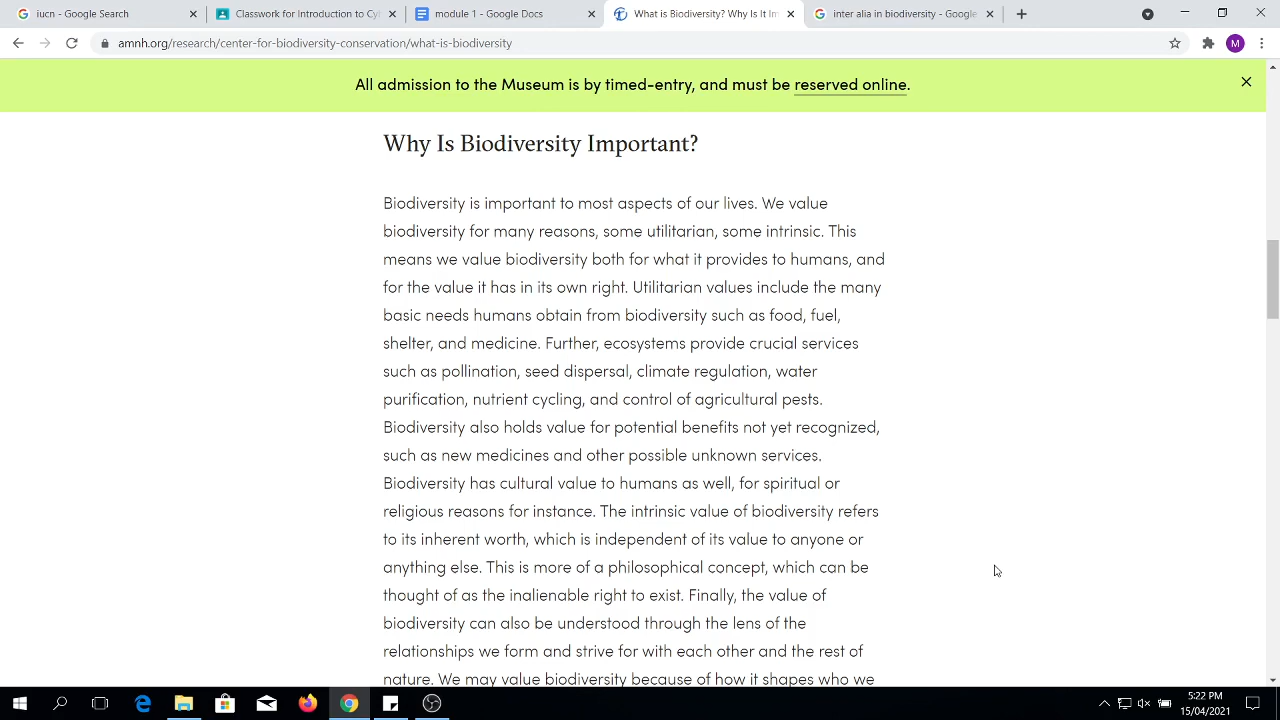 iucn - Google Search
Classwork for Introduction to Cyl
module 1 - Google Docs
What is Biodiversity? Why Is It Im
inter alia in biodiversity - Google
amnh.org/research/center-for-biodiversity-conservation/what-is-biodiversity
M
All admission to the Museum is by timed-entry, and must be reserved online.
Why Is Biodiversity Important?
Biodiversity is important to most aspects of our lives. We value
biodiversity for many reasons, some utilitarian, some intrinsic. This
means we value biodiversity both for what it provides to humans, and
for the value it has in its own right. Utilitarian values include the many
basic needs humans obtain from biodiversity such as food, fuel,
shelter, and medicine. Further, ecosystems provide crucial services
such as pollination, seed dispersal, climate regulation, water
purification, nutrient cycling, and control of agricultural pests.
Biodiversity also holds value for potential benefits not yet recognized,
such as new medicines and other possible unknown services.
Biodiversity has cultural value to humans as well, for spiritual or
religious reasons for instance. The intrinsic value of biodiversity refers
to its inherent worth, which is independent of its value to anyone or
anything else. This is more of a philosophical concept, which can be
thought of as the inalienable right to exist. Finally, the value of
biodiversity can also be understood through the lens of the
relationships we form and strive for with each other and the rest of
nature. We may value biodiversity because of how it shapes who we
5:22 PM
15/04/2021